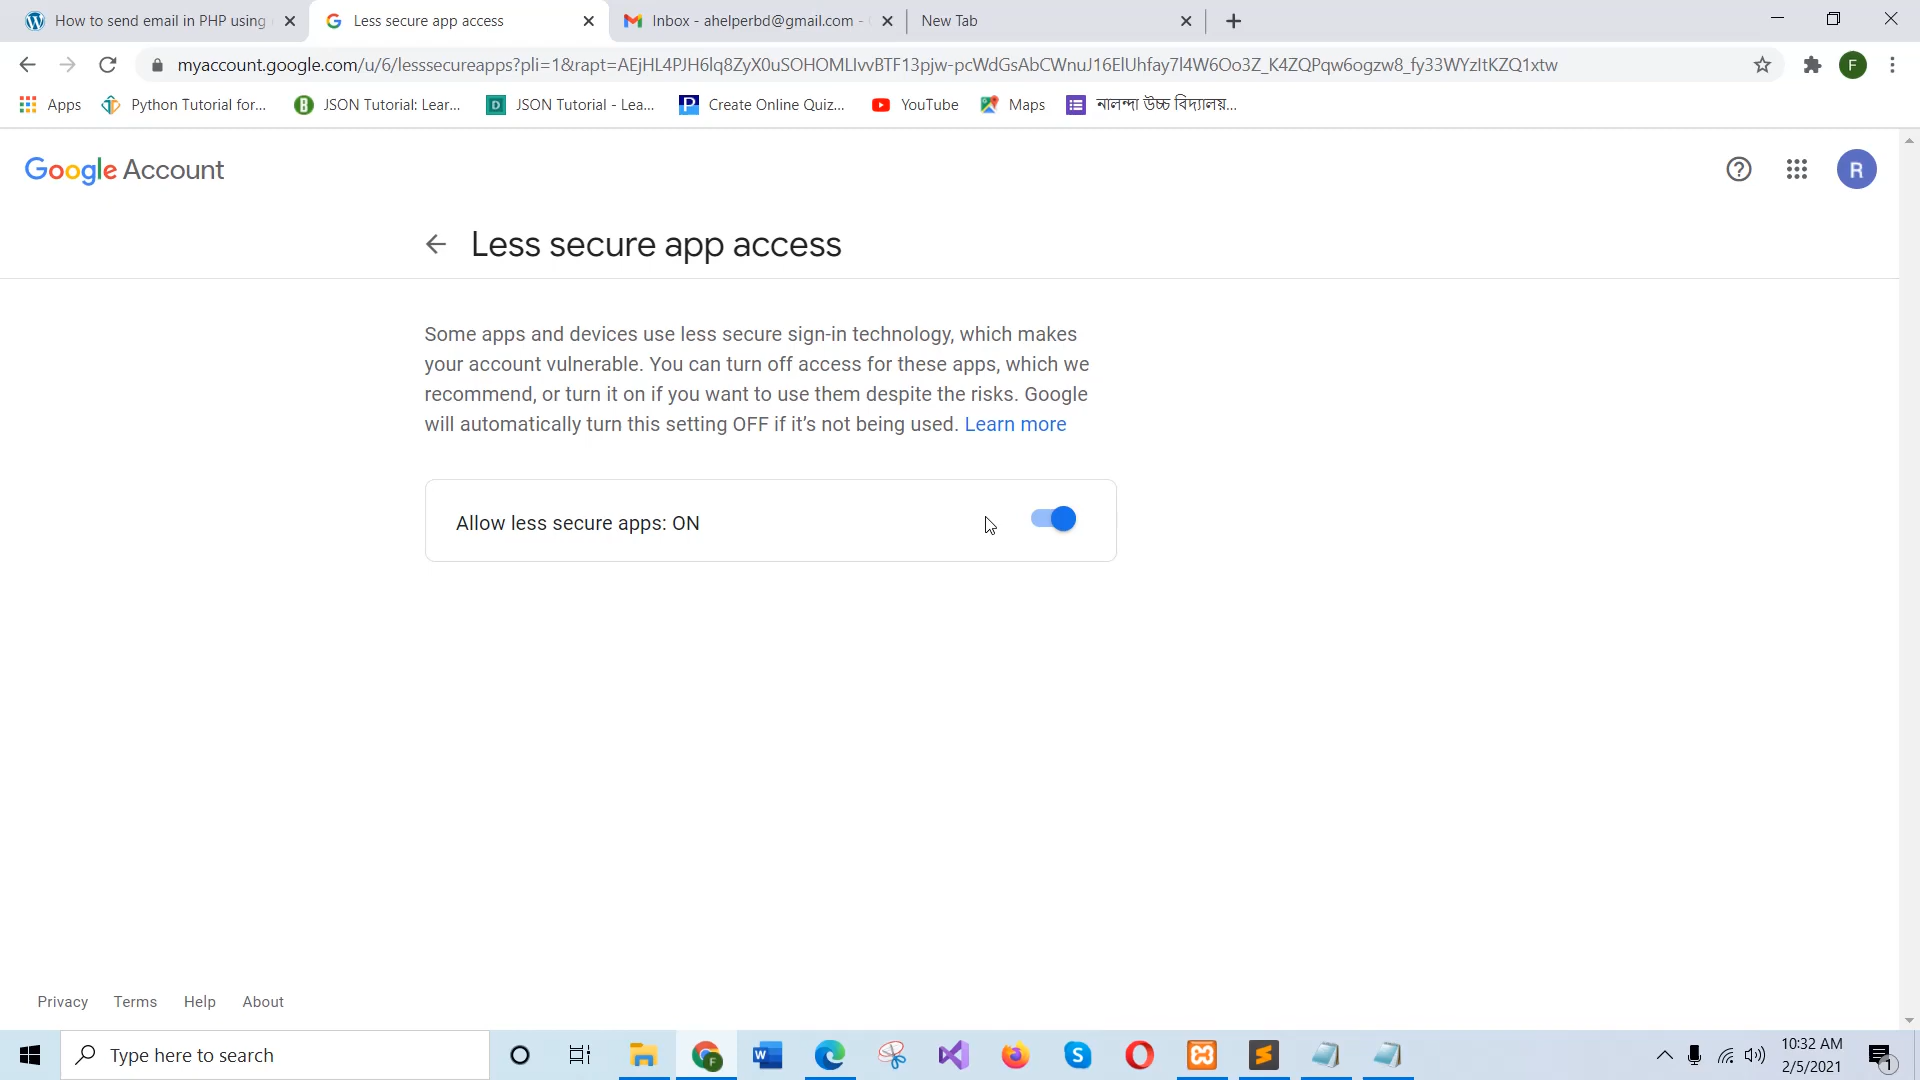 How to send email in PHP using
Less secure app access
Inbox - ahelperbd@gmail.com -
New Tab
myaccount.google.com/u/6/lesssecureapps?pli=1&rapt=AEjHL4PJH6lq8ZyX0uSOHOMLIvvBTF13pjw-pcWdGsAbCWnuJ16ElUhfay7l4W6Oo3Z_K4ZQPqw6ogzw8_fy33WYzItKZQ1xtw
F
Apps
Python Tutorial for...
JSON Tutorial: Lear...
JSON Tutorial - Lea...
Create Online Quiz...
YouTube
Maps
নালন্দা উচ্চ বিদ্যালয়...
Google Account
R
Less secure app access
Some apps and devices use less secure sign-in technology, which makes
your account vulnerable. You can turn off access for these apps, which we
recommend, or turn it on if you want to use them despite the risks. Google
will automatically turn this setting OFF if it's not being used. Learn more
Allow less secure apps: ON
Privacy Terms Help About
Type here to search
10:32 AM
2/5/2021
1